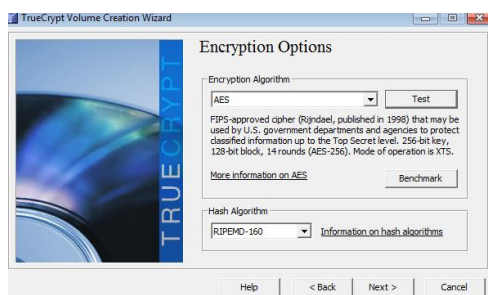 TrueCrypt Volume Creation Wizard
TRUECRYPT
Encryption Options
Encryption Algorithm
AES
Test
FIPS-approved cipher (Rijndael, published in 1998) that may be
used by U.S. government departments and agencies to protect
classified information up to the Top Secret level. 256-bit key,
128-bit block, 14 rounds (AES-256). Mode of operation is XTS.
More information on AES
Benchmark
Hash Algorithm
RIPEMD-160
Information on hash algorithms
Help
< Back
Next >
Cancel